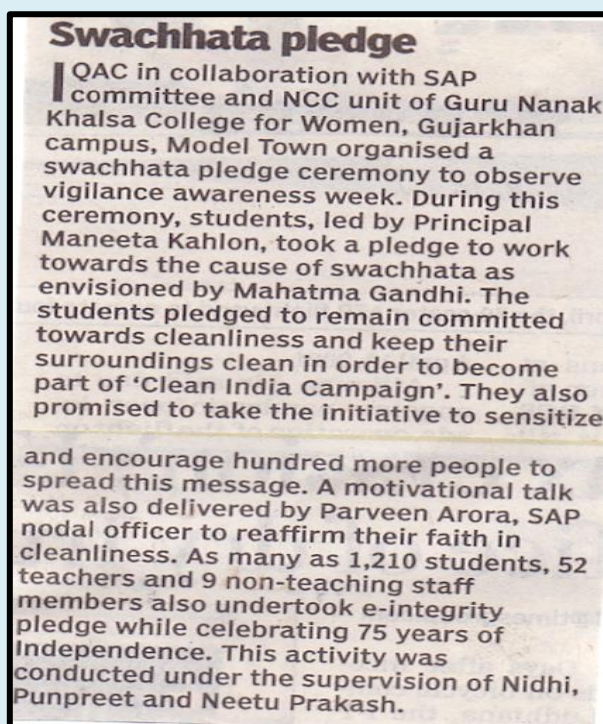 Swachhata pledge
IQAC in collaboration with SAP
committee and NCC unit of Guru Nanak
Khalsa College for Women, Gujarkhan
campus, Model Town organised a
swachhata pledge ceremony to observe
vigilance awareness week. During this
ceremony, students, led by Principal
Maneeta Kahlon, took a pledge to work
towards the cause of swachhata as
envisioned by Mahatma Gandhi. The
students pledged to remain committed
towards cleanliness and keep their
surroundings clean in order to become
part of ‘Clean India Campaign’. They also
promised to take the initiative to sensitize
and encourage hundred more people to
spread this message. A motivational talk
was also delivered by Parveen Arora, SAP
nodal officer to reaffirm their faith in
cleanliness. As many as 1,210 students, 52
teachers and 9 non-teaching staff
members also undertook e-integrity
pledge while celebrating 75 years of
Independence. This activity was
conducted under the supervision of Nidhi,
Punpreet and Neetu Prakash.